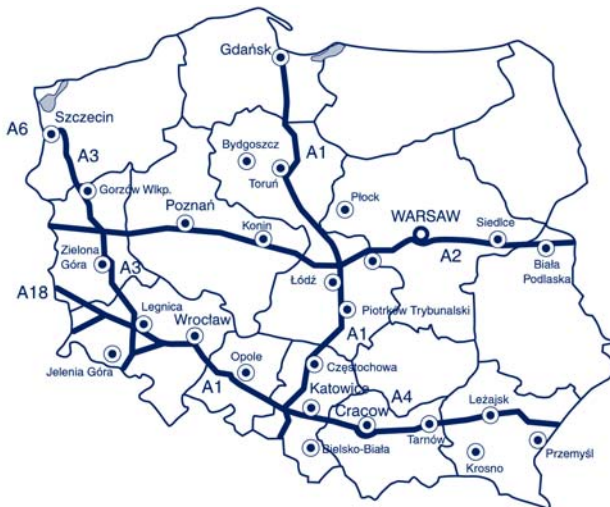 Gdańsk
Szczecin
A6
A3
Bydgoszcz
A1
Toruń
Gorzów Wlkp.
Płock
Poznań
WARSAW
Konin
Siedlce
Zielona
Góra
A2
Biała
Podlaska
A3
Łódź
A18
Legnica
Piotrków Trybunalski
Wrocław
A1
Jelenia Góra
Opole
Częstochowa
A1
Katowice
A4
Leżajsk
Cracow
Tarnów
Bielsko-Biała
Przemyśl
Krosno